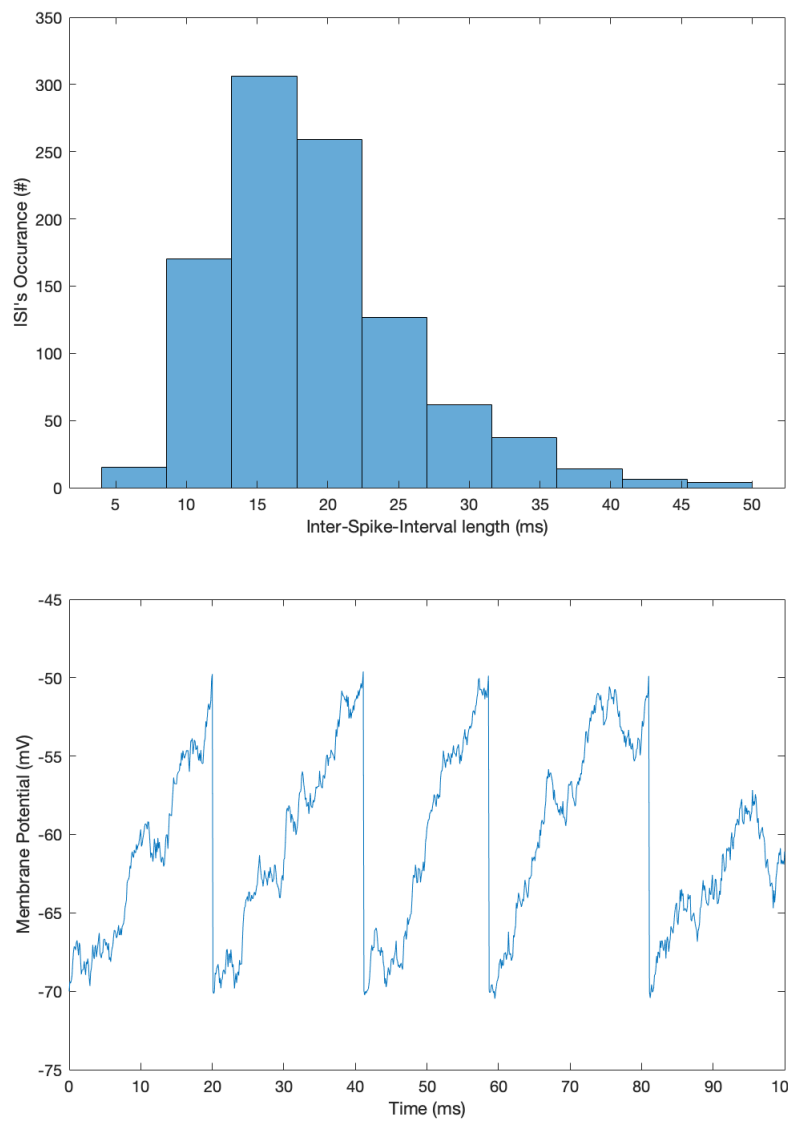 350
300
250
200
150
100
50
0
ISI's Occurance (#)
5 10 15 20 25 30 35 40 45 50
Inter-Spike-Interval length (ms)
-45
-50
-55
-60
-65
-70
-75
Membrane Potential (mV)
0 10 20 30 40 50 60 70 80 90 100
Time (ms)